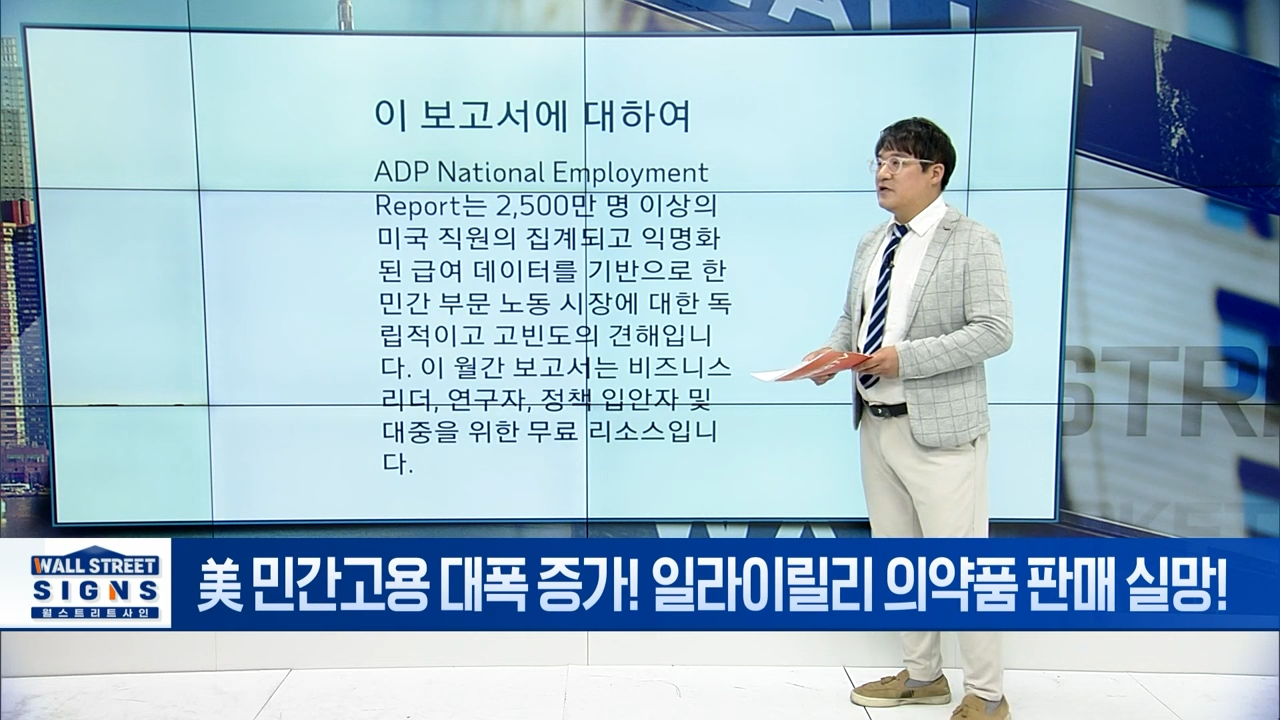 WALL
ET
이 보고서에 대하여
ADP National Employment
Report는 2,500만 명 이상의
미국 직원의 집계되고 익명화
된 급여 데이터를 기반으로 한
민간 부문 노동 시장에 대한 독
립적이고 고빈도의 견해입니
다. 이 월간 보고서는 비즈니스
리더, 연구자, 정책 입안자 및
대중을 위한 무료 리소스입니
다.
STRE
WALL STREET
SIGNS
월스트리트사인
美 민간고용 대폭 증가! 일라이릴리 의약품 판매 실망!